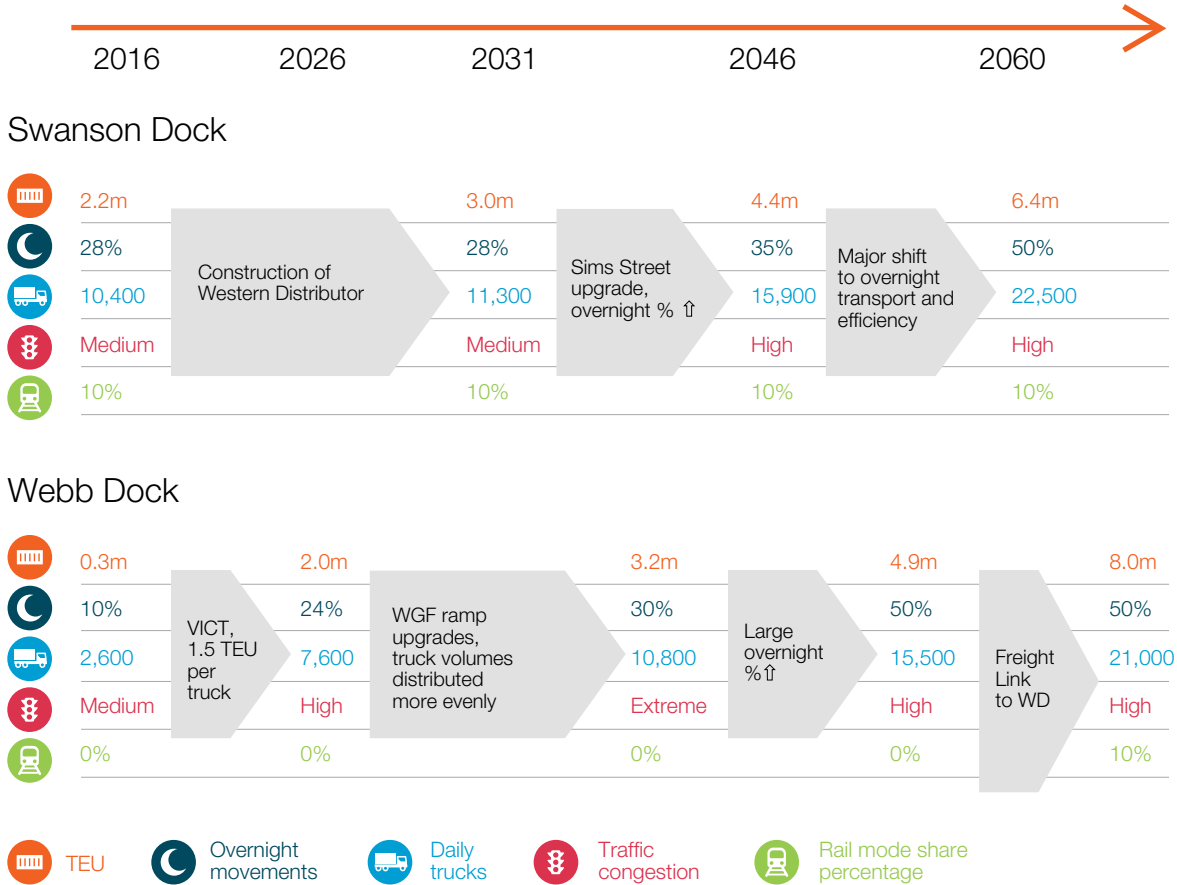 2016 2026 2031 2046 2060
Swanson Dock
2.2m 3.0m 4.4m 6.4m
28% 28% 35% 50%
Construction of
Western Distributor
Sims Street
upgrade,
overnight % ⇧
Major shift
to overnight
transport and
efficiency
10,400 11,300 15,900 22,500
Medium Medium High High
10% 10% 10% 10%
Webb Dock
0.3m 2.0m 3.2m 4.9m 8.0m
10% 24% 30% 50% 50%
VICT,
1.5 TEU
per
truck
WGF ramp
upgrades,
truck volumes
distributed
more evenly
Large
overnight
%⇧
Freight
Link
to WD
2,600 7,600 10,800 15,500 21,000
Medium High Extreme High High
0% 0% 0% 0% 10%
TEU
Overnight
movements
Daily
trucks
Traffic
congestion
Rail mode share
percentage